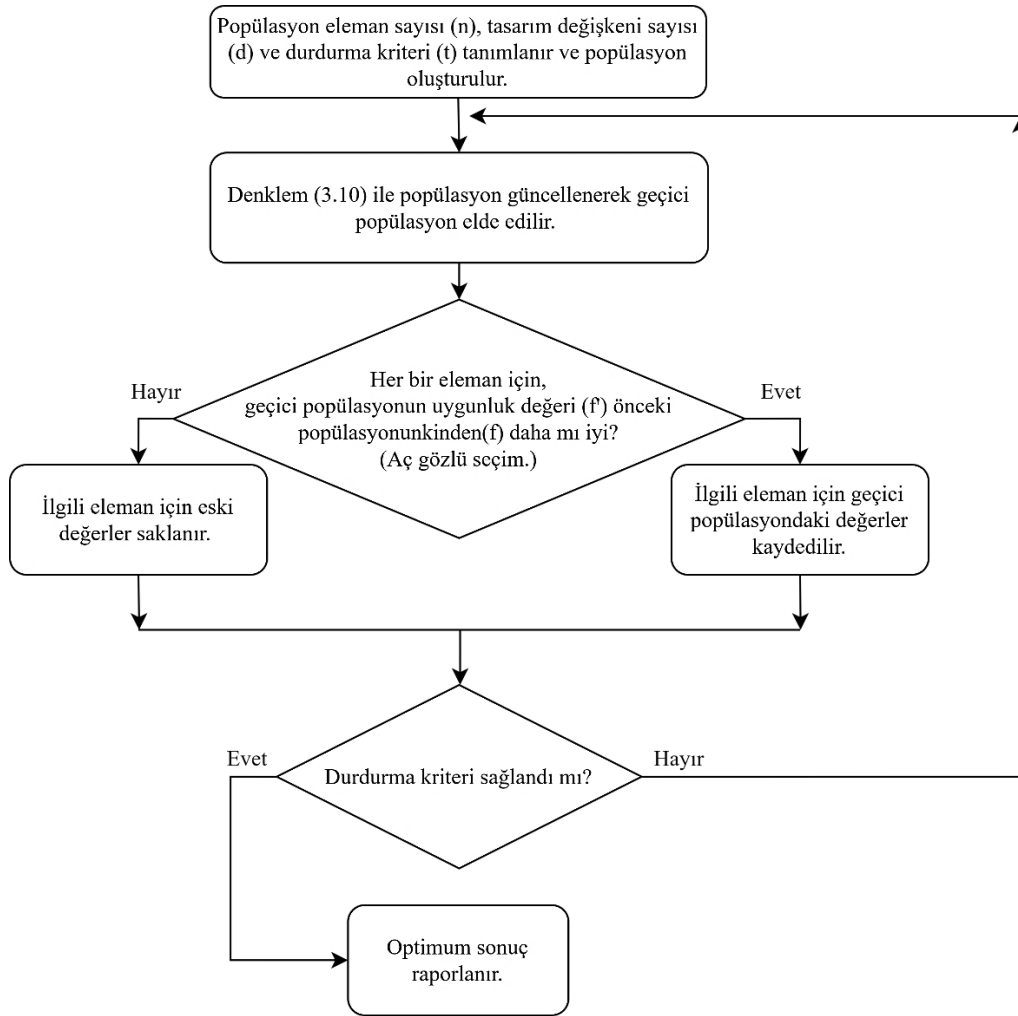 Popülasyon eleman sayısı (n), tasarım değişkeni sayısı
(d) ve durdurma kriteri (t) tanımlanır ve popülasyon
oluşturulur.
Denklem (3.10) ile popülasyon güncellenerek geçici
popülasyon elde edilir.
Her bir eleman için,
geçici popülasyonun uygunluk değeri (f') önceki
popülasyonunkinden(f) daha mı iyi?
(Aç gözlü seçim.)
Hayır
Evet
İlgili eleman için eski
değerler saklanır.
İlgili eleman için geçici
popülasyondaki değerler
kaydedilir.
Evet
Durdurma kriteri sağlandı mı?
Hayır
Optimum sonuç
raporlanır.